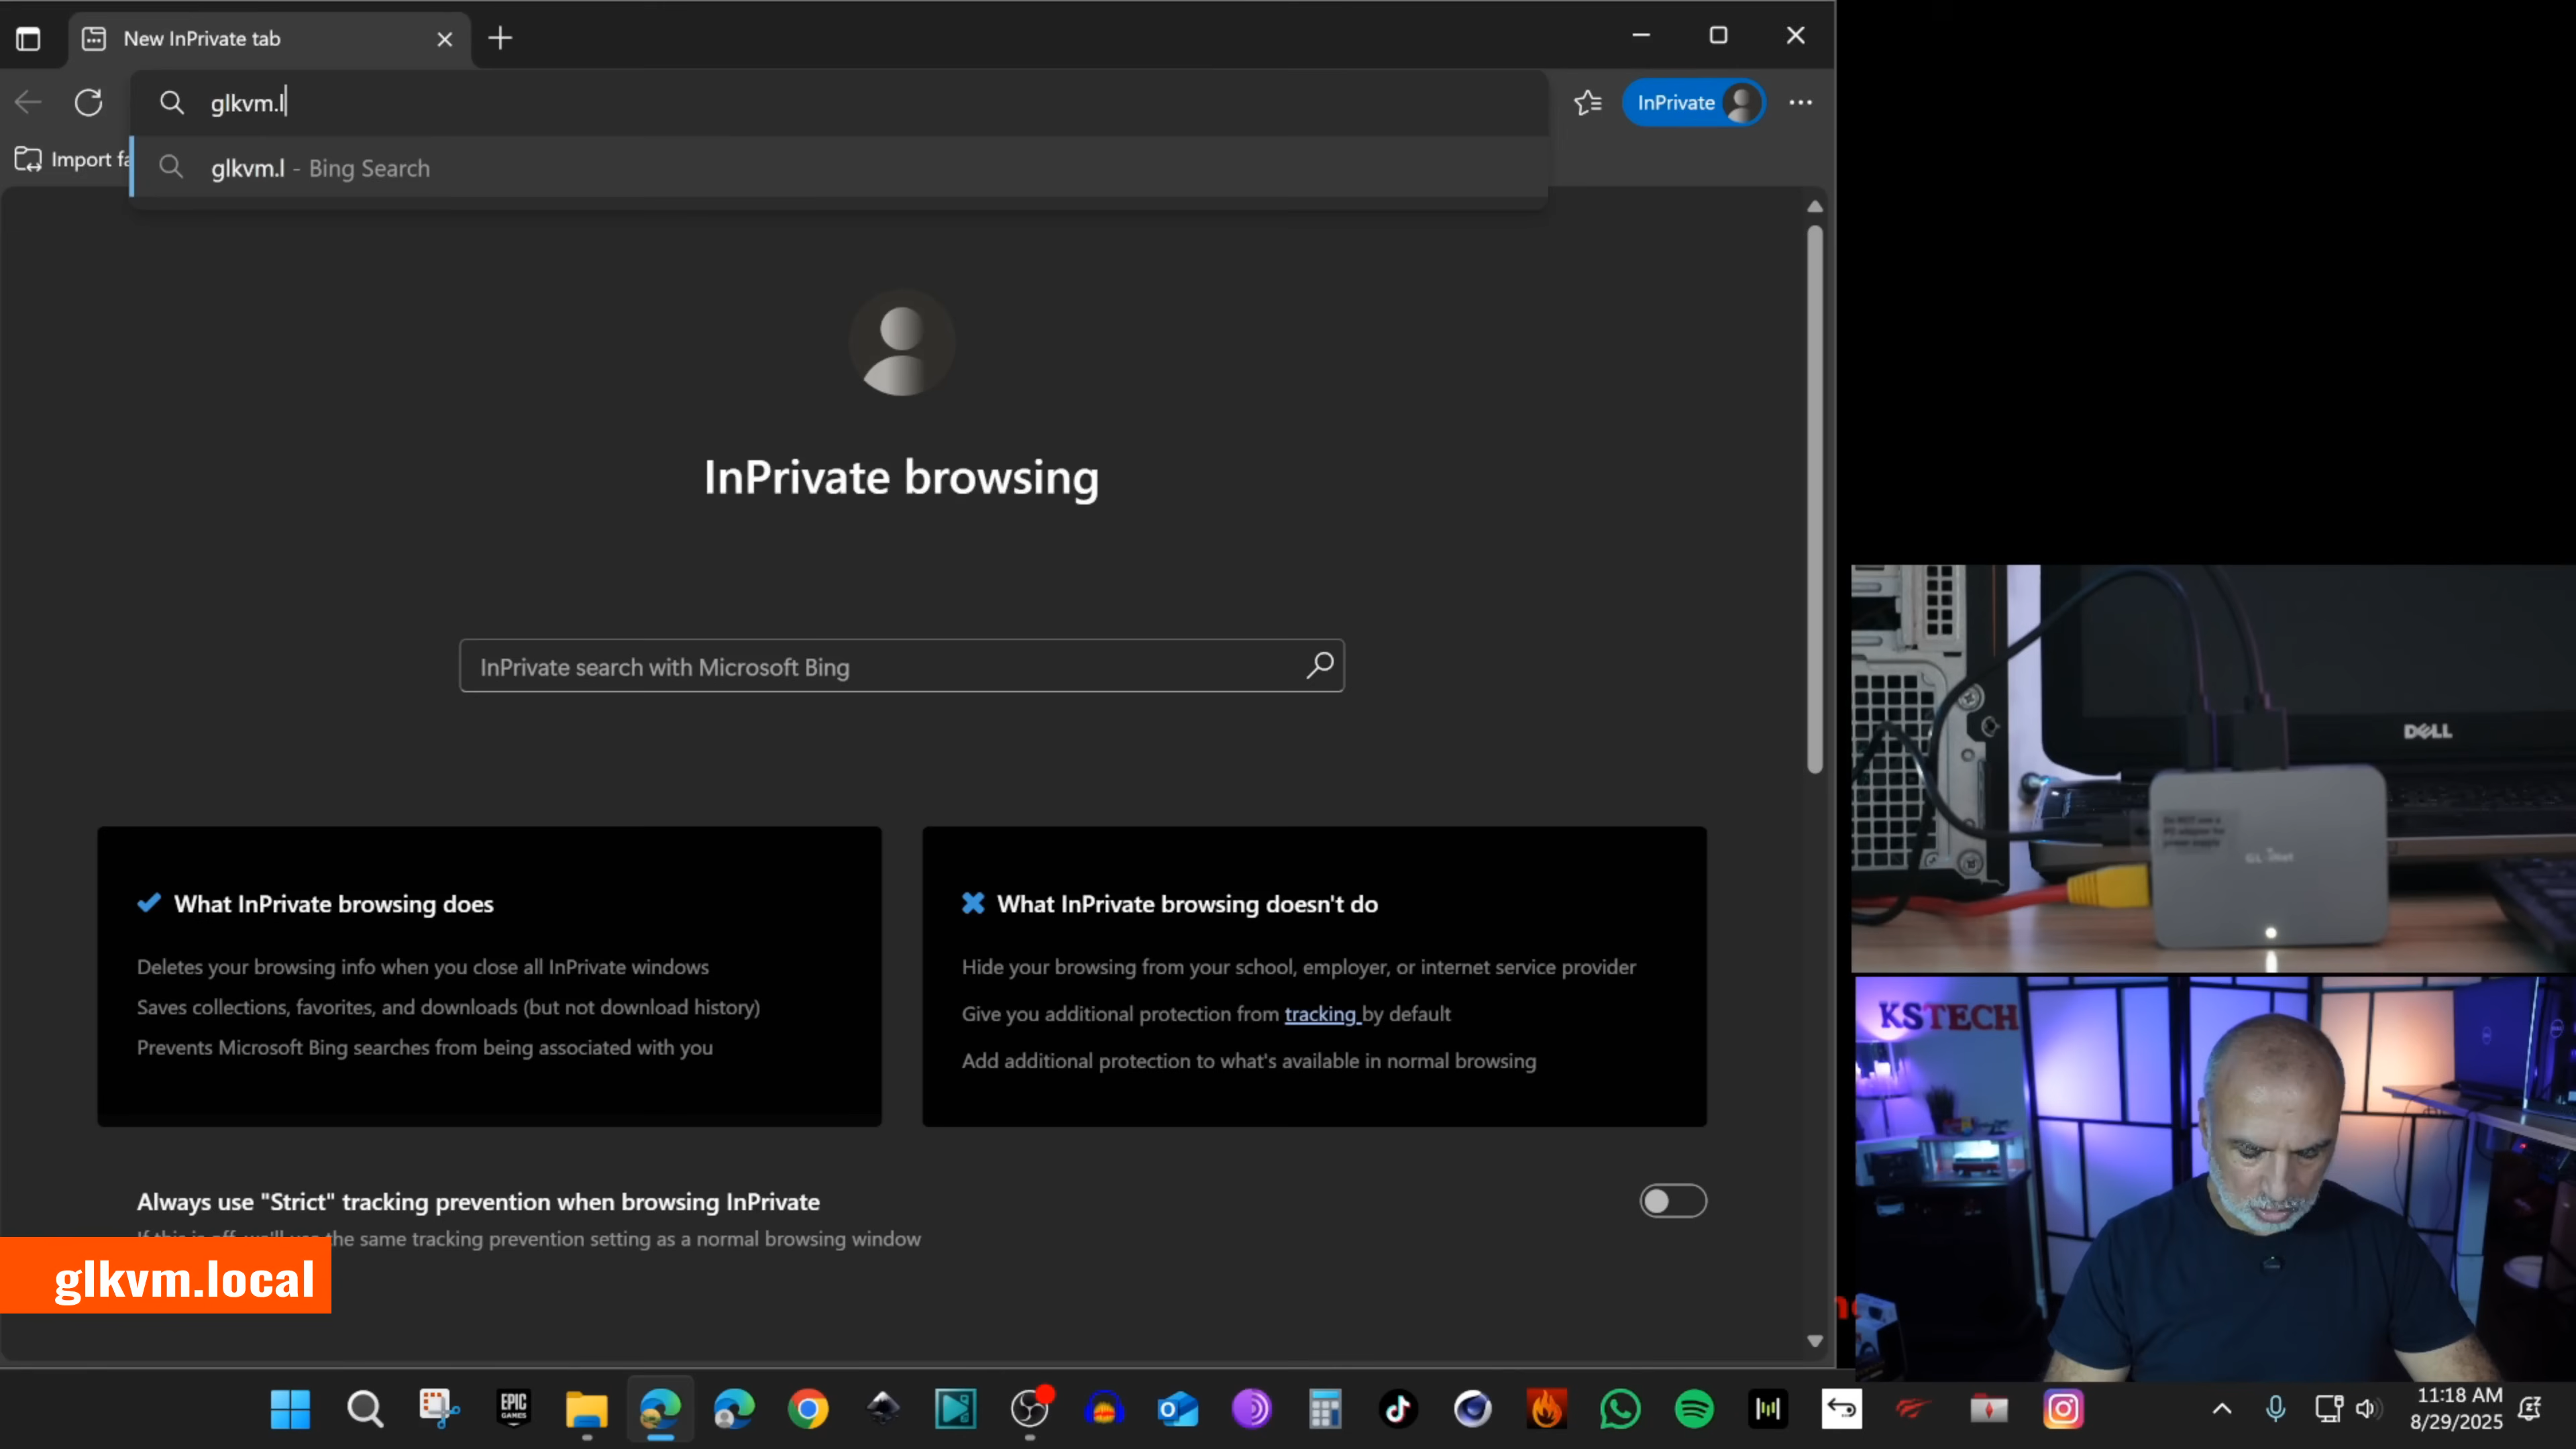 New InPrivate tab
glkvm.l
InPrivate
Import fa
glkvm.l - Bing Search
InPrivate browsing
InPrivate search with Microsoft Bing
What InPrivate browsing does
Deletes your browsing info when you close all InPrivate windows
Saves collections, favorites, and downloads (but not download history)
Prevents Microsoft Bing searches from being associated with you
What InPrivate browsing doesn't do
Hide your browsing from your school, employer, or internet service provider
Give you additional protection from tracking by default
Add additional protection to what's available in normal browsing
Always use "Strict" tracking prevention when browsing InPrivate
the same tracking prevention setting as a normal browsing window
glkvm.local
DELL
GL·iNet
KSTECH
EPIC
GAMES
11:18 AM
8/29/2025